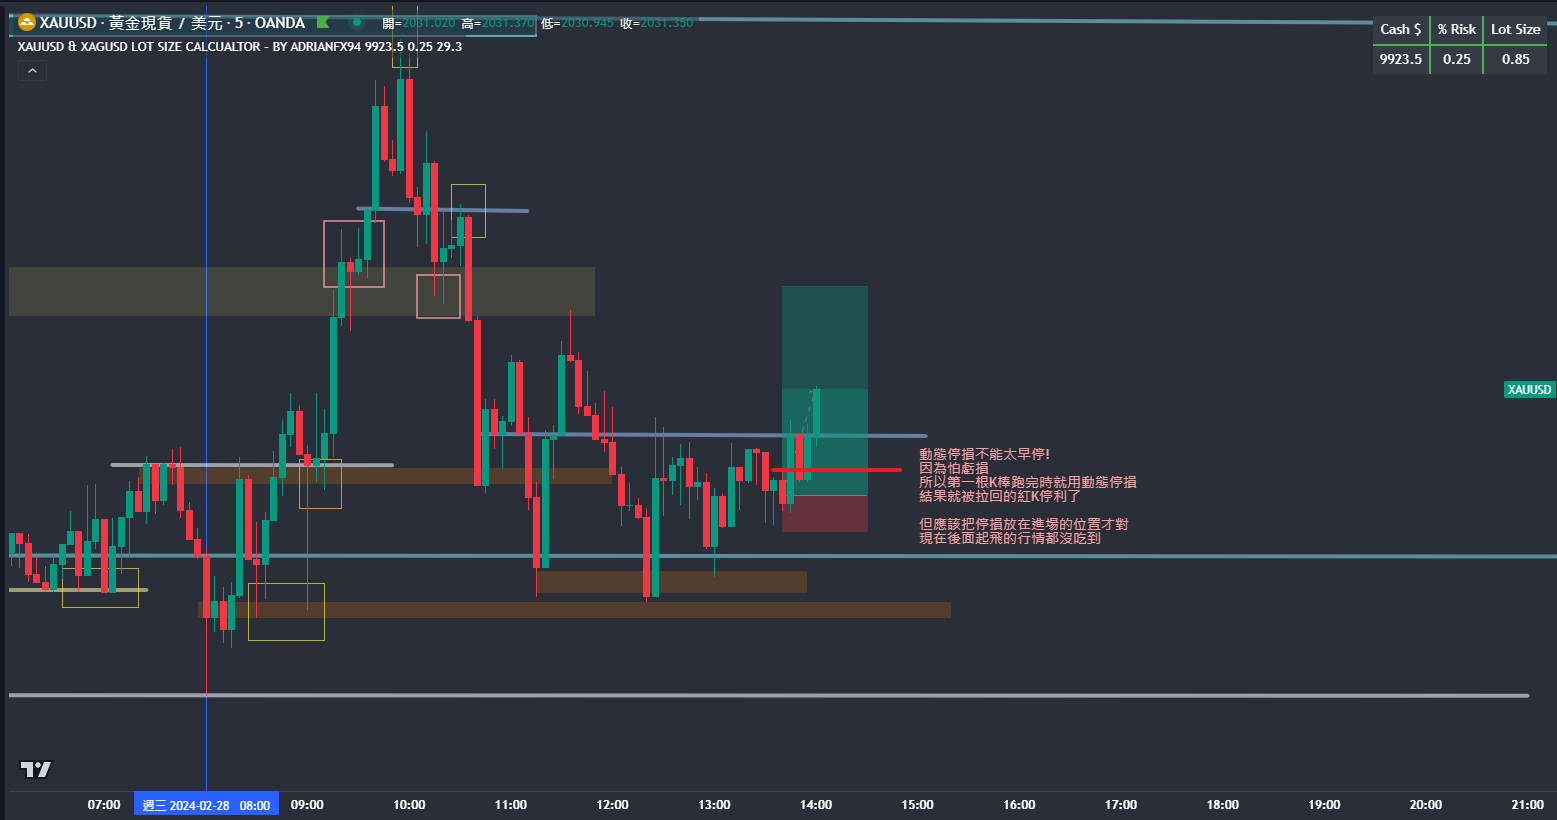 XAUUSD · 黃金現貨 / 美元 · 5 · OANDA 開=2031.020 高=2031.370 低=2030.945 收=2031.350
XAUUSD & XAGUSD LOT SIZE CALCUALTOR - BY ADRIANFX94 9923.5 0.25 29.3
Cash $ % Risk Lot Size
9923.5 0.25 0.85
XAUUSD
動態停損不能太早停!
因為怕虧損
所以第一根K棒跑完時就用動態停損
結果就被拉回的紅K停利了
但應該把停損放在進場的位置才對
現在後面起飛的行情都沒吃到
07:00 週三 2024-02-28 08:00 09:00 10:00 11:00 12:00 13:00 14:00 15:00 16:00 17:00 18:00 19:00 20:00 21:00